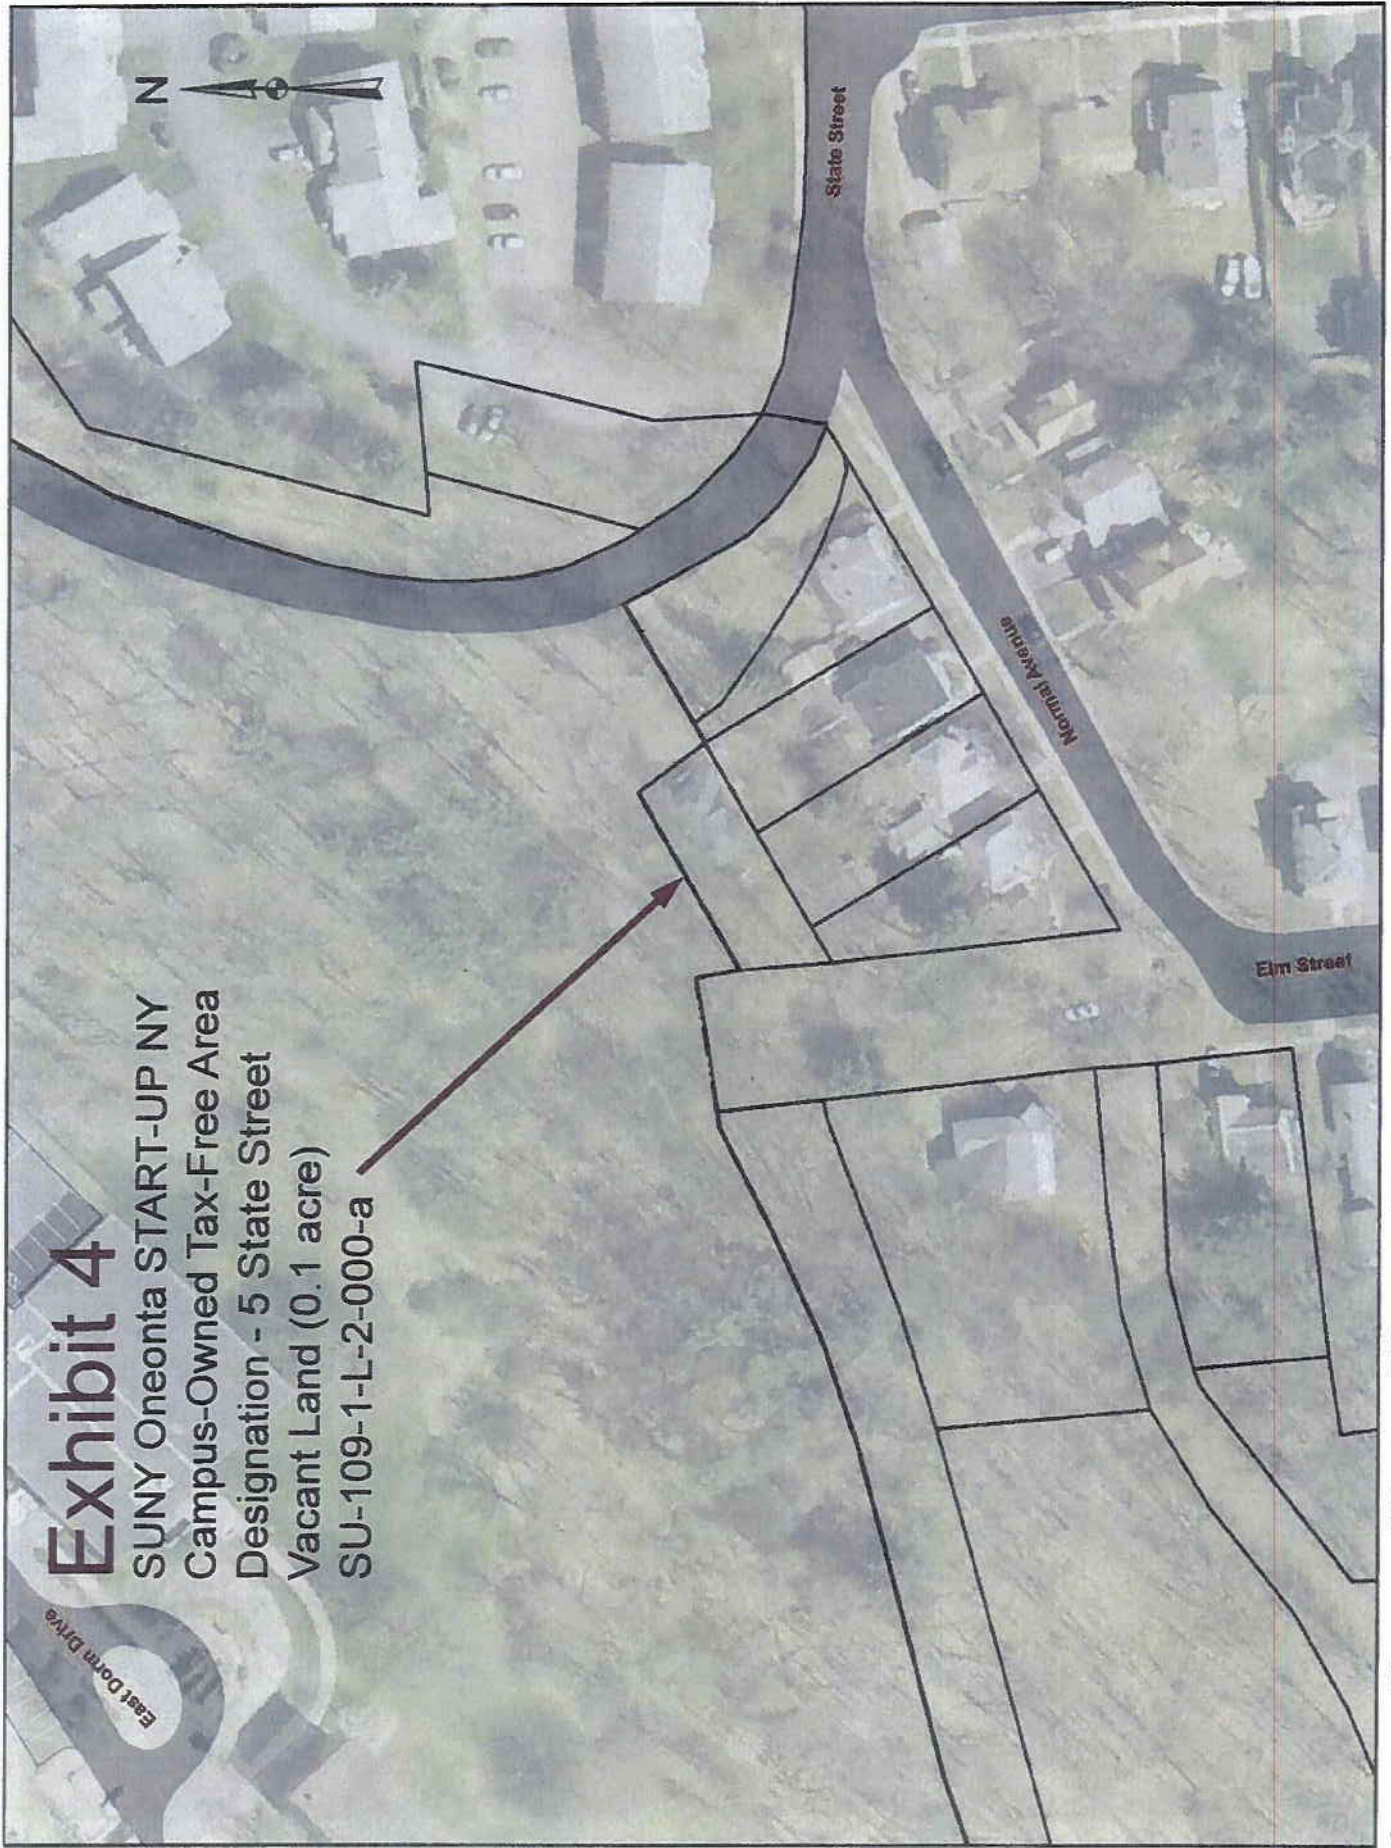 Exhibit 4
SUNY Oneonta START-UP NY
Campus-Owned Tax-Free Area
Designation - 5 State Street
Vacant Land (0.1 acre)
SU-109-1-L-2-000-a
N
East Dorm Drive
State Street
Normal Avenue
Elm Street